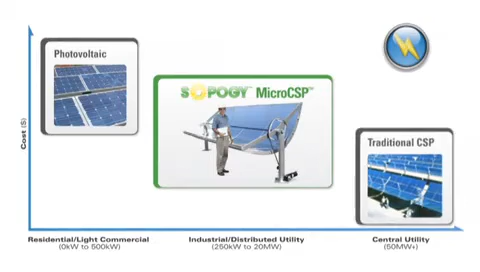 Photovoltaic
SOPOGY™ MicroCSP™
Traditional CSP
Cost ($)
Residential/Light Commercial
(0kW to 500kW)
Industrial/Distributed Utility
(250kW to 20MW)
Central Utility
(50MW+)